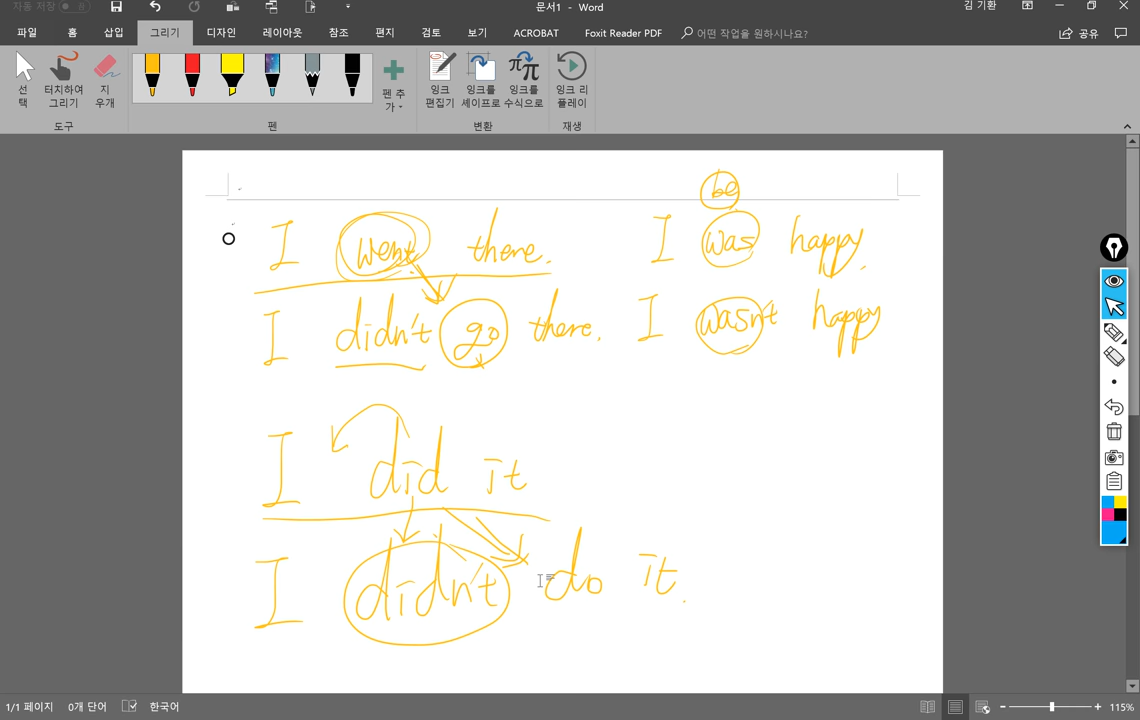 자동 저장
문서1 - Word
김 기환
파일 홈 삽입 그리기 디자인 레이아웃 참조 편지 검토 보기 ACROBAT Foxit Reader PDF 어떤 작업을 원하시나요? 공유
선택 터치하여 그리기 지우개 펜 추가 잉크 편집기 잉크를 셰이프로 잉크를 수식으로 잉크 리플레이
도구 펜 변환 재생
be
I went there. I was happy.
I didn't go there. I wasn't happy
I did it
I didn't do it.
1/1 페이지 0개 단어 한국어 115%